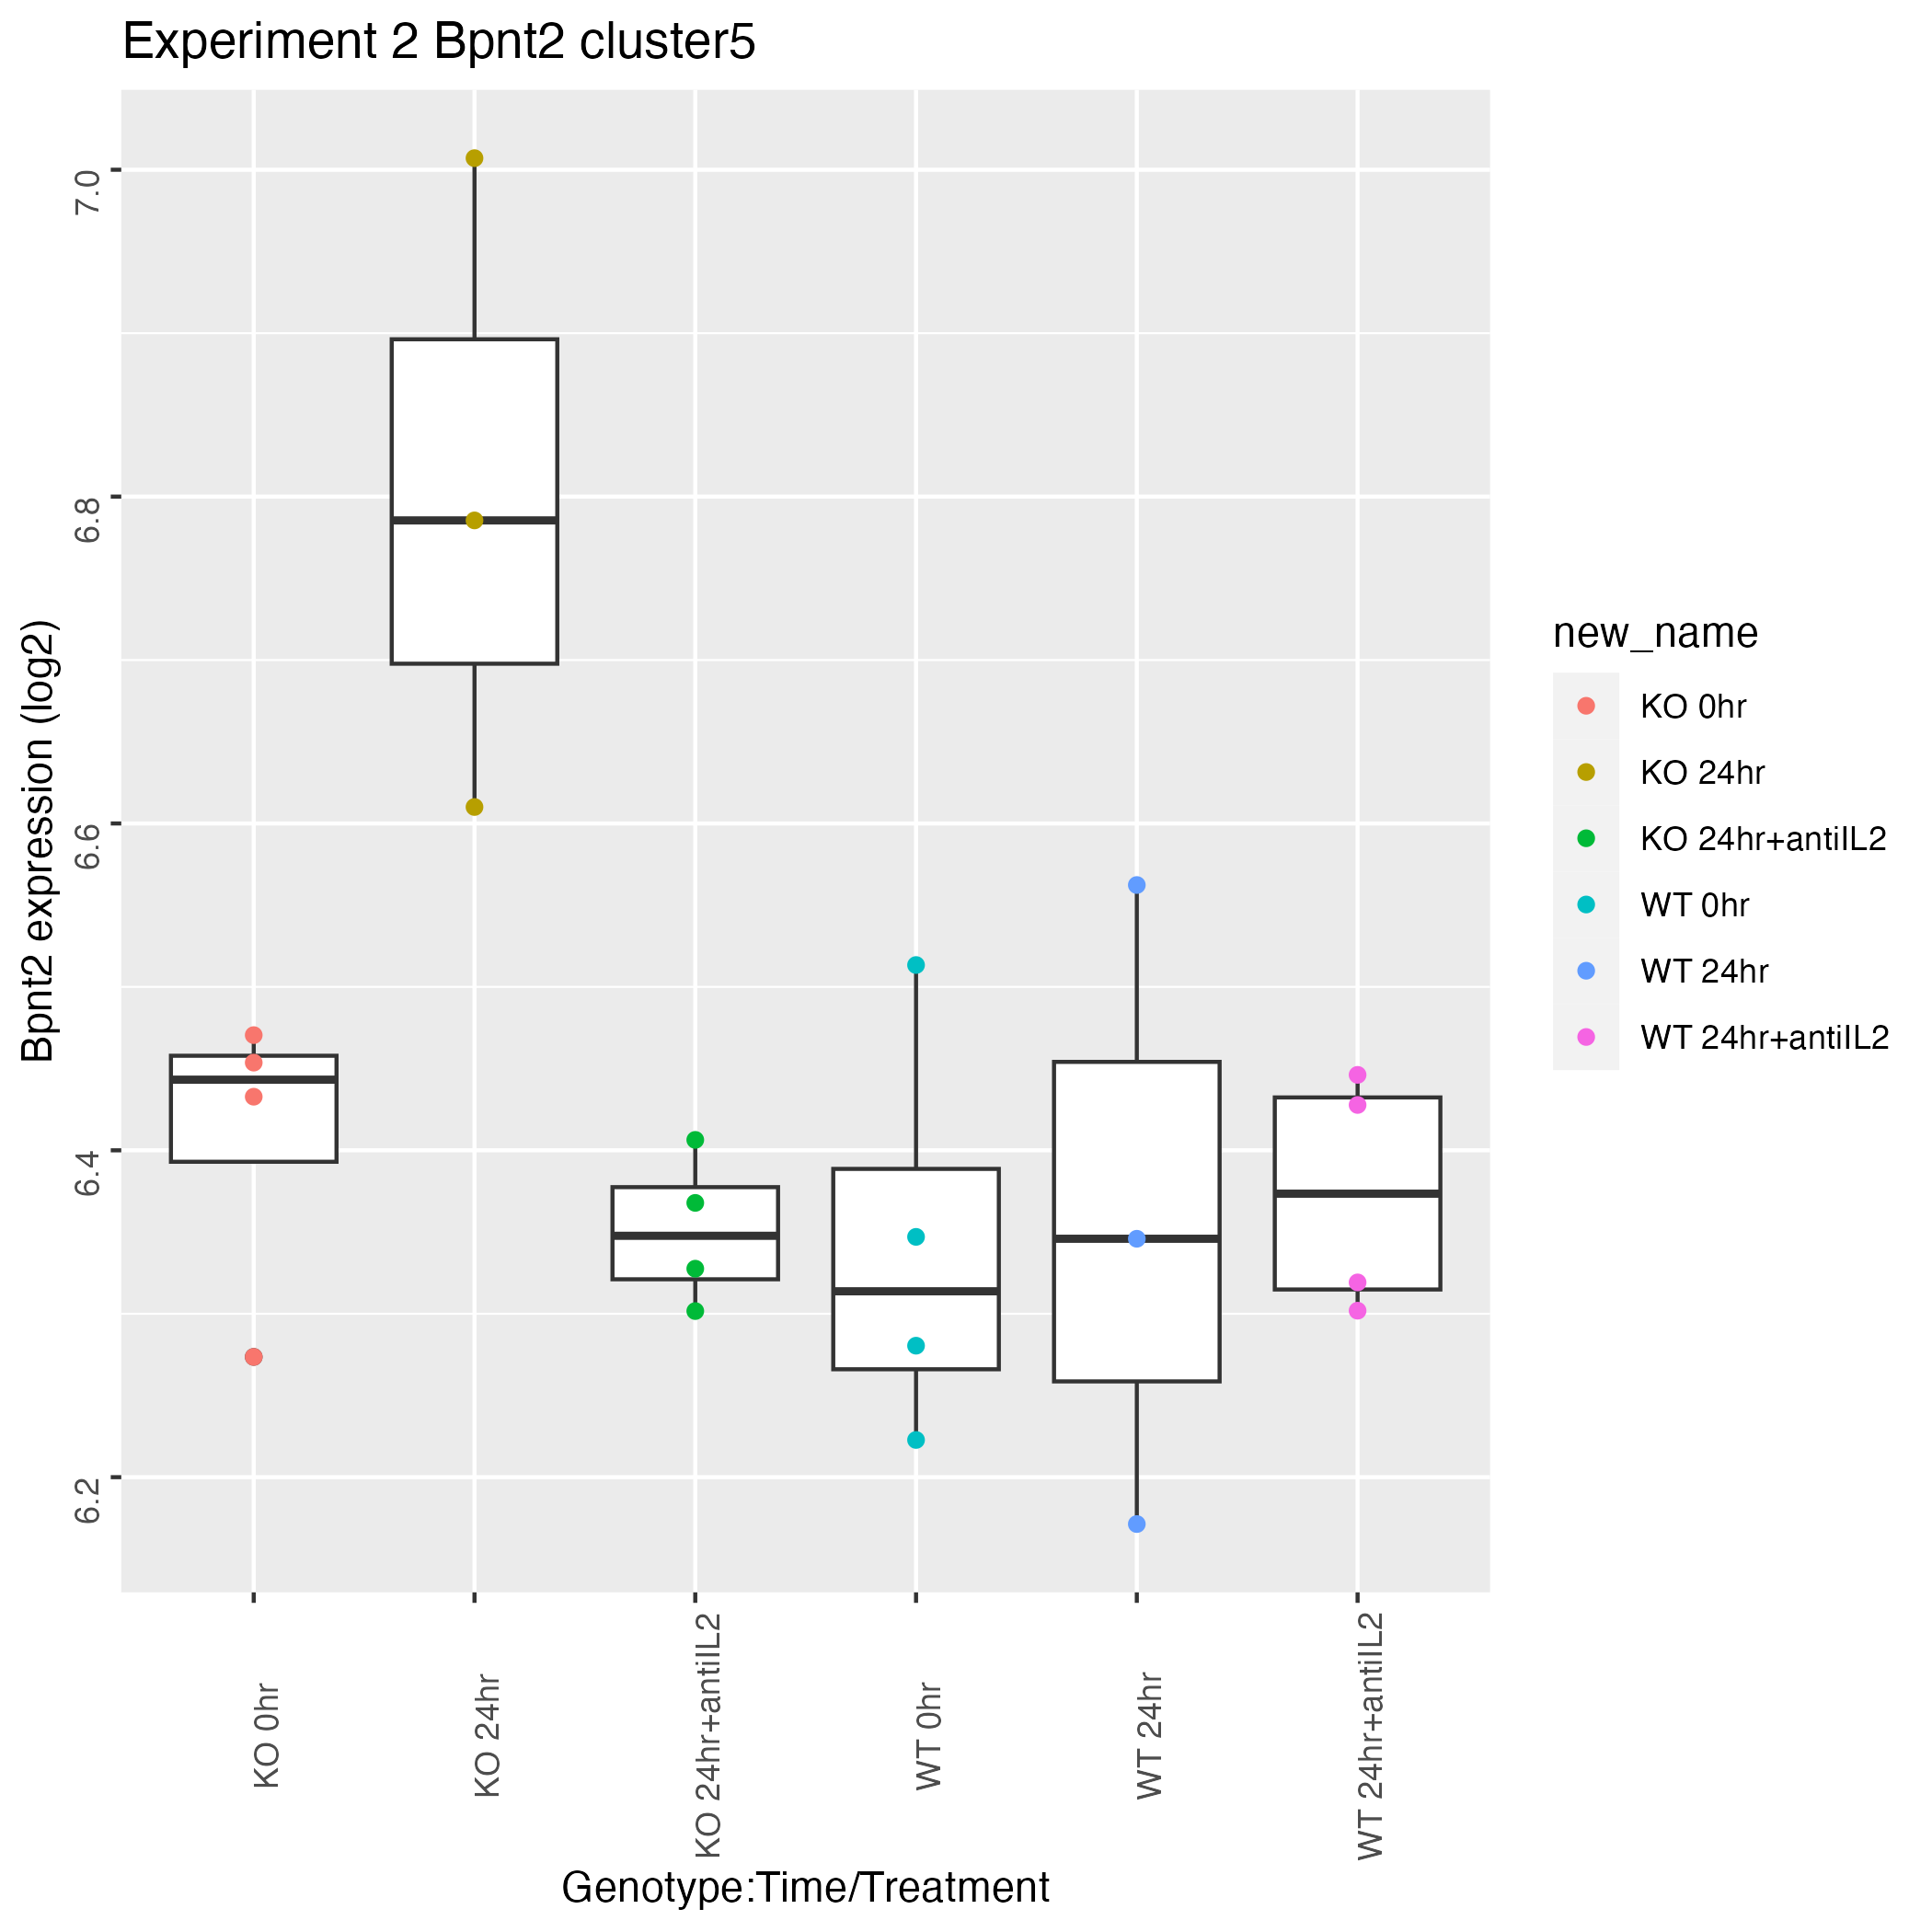 Experiment 2 Bpnt2 cluster5
Bpnt2 expression (log2)
7.0
6.8
6.6
6.4
6.2
KO 0hr
KO 24hr
KO 24hr+antiIL2
WT 0hr
WT 24hr
WT 24hr+antiIL2
Genotype:Time/Treatment
new_name
KO 0hr
KO 24hr
KO 24hr+antiIL2
WT 0hr
WT 24hr
WT 24hr+antiIL2